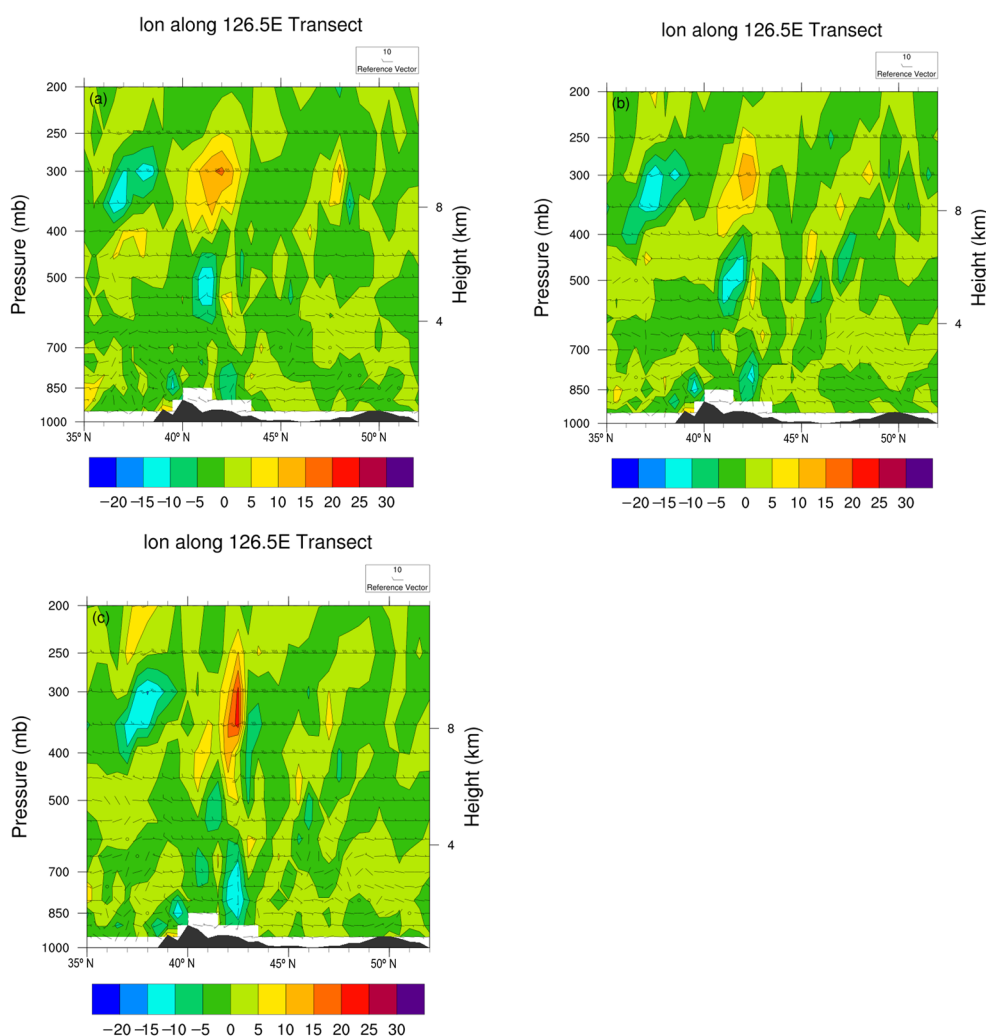 lon along 126.5E Transect
10
Reference Vector
(a)
200
250
300
350
400
500
700
850
1000
Pressure (mb)
8
4
Height (km)
35° N 40° N 45° N 50° N
−20 −15 −10 −5 0 5 10 15 20 25 30
lon along 126.5E Transect
10
Reference Vector
(b)
200
250
300
350
400
500
700
850
1000
Pressure (mb)
8
4
Height (km)
35° N 40° N 45° N 50° N
−20 −15 −10 −5 0 5 10 15 20 25 30
lon along 126.5E Transect
10
Reference Vector
(c)
200
250
300
350
400
500
700
850
1000
Pressure (mb)
8
4
Height (km)
35° N 40° N 45° N 50° N
−20 −15 −10 −5 0 5 10 15 20 25 30